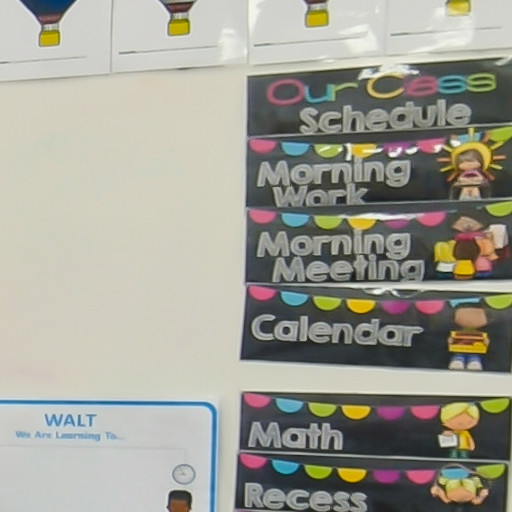 Our Class
Schedule
Morning
Work
Morning
Meeting
Calendar
Math
Recess
WALT
We Are Learning To...